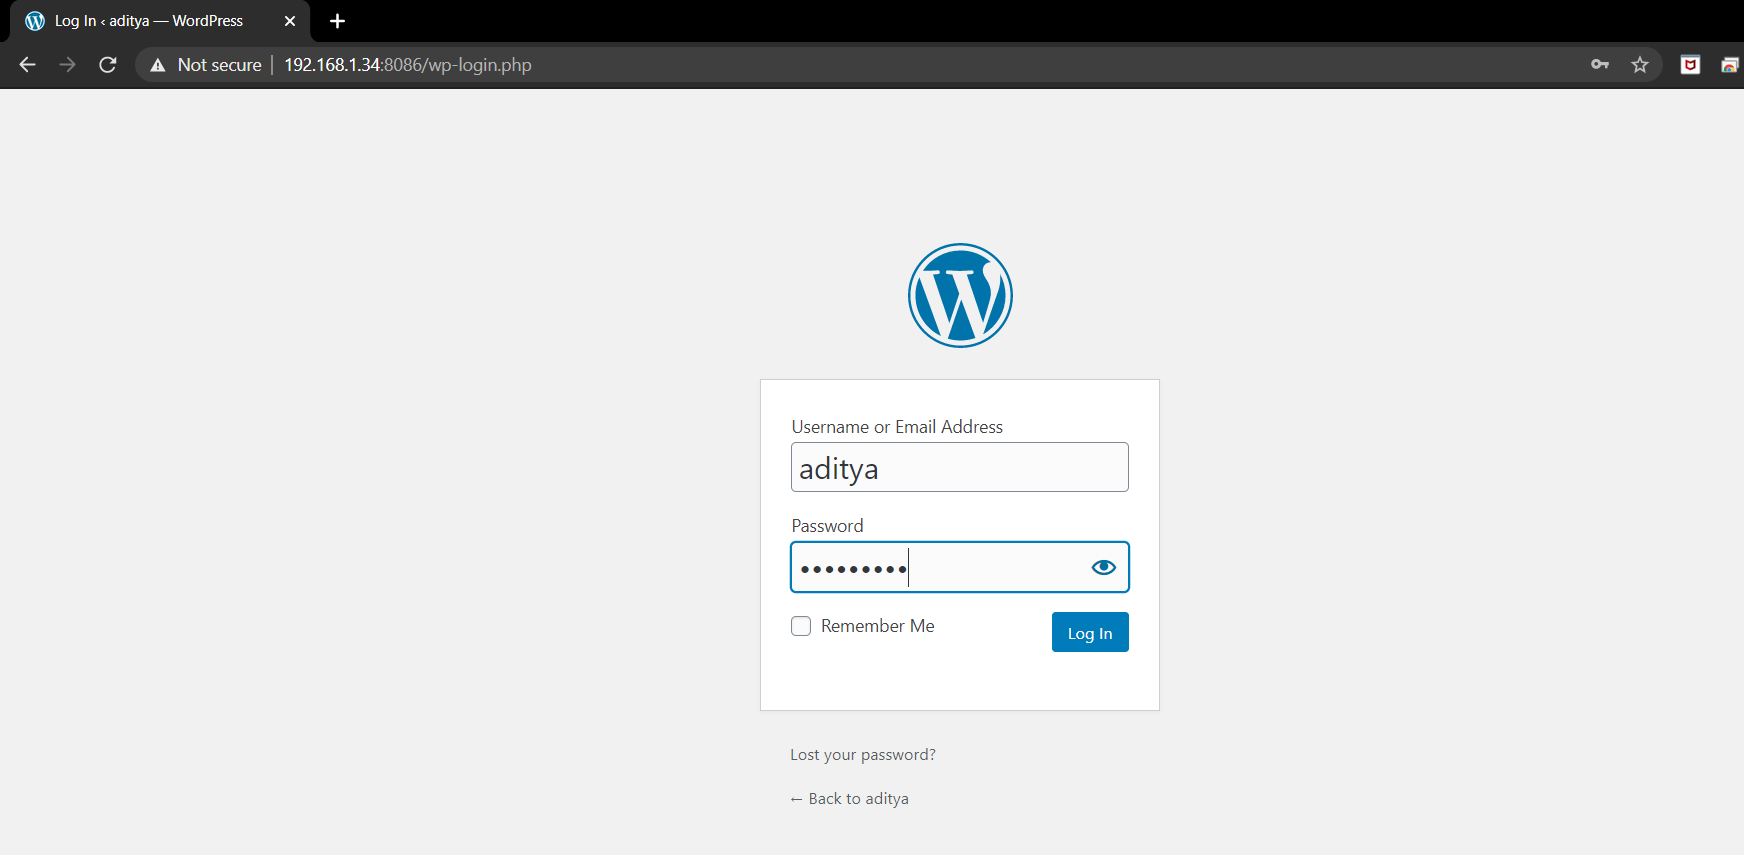 Log In ‹ aditya — WordPress
Not secure | 192.168.1.34:8086/wp-login.php
Username or Email Address
aditya
Password
•••••••••
Remember Me
Log In
Lost your password?
← Back to aditya